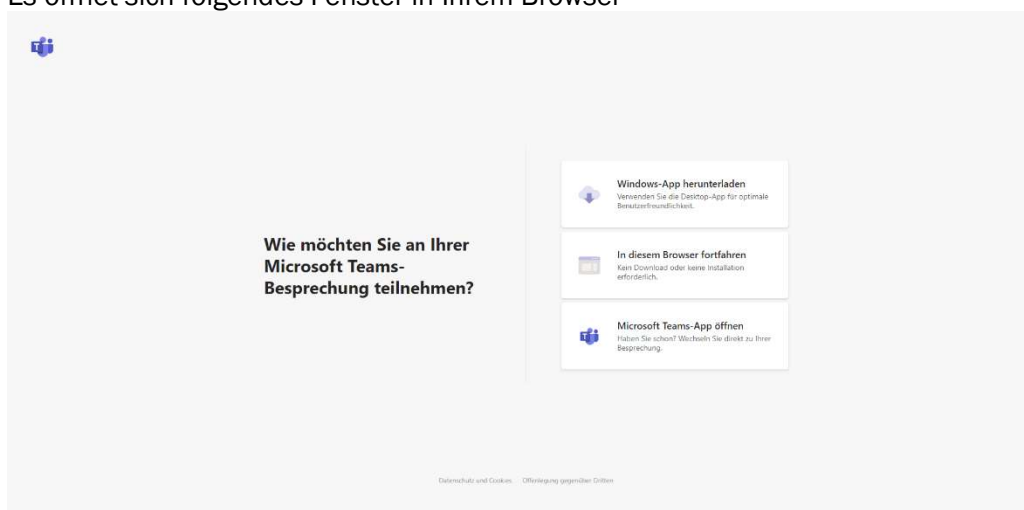 Es öffnet sich folgendes Fenster in Ihrem Browser
Wie möchten Sie an Ihrer
Microsoft Teams-
Besprechung teilnehmen?
Windows-App herunterladen
Verwenden Sie die Desktop-App für optimale
Benutzerfreundlichkeit.
In diesem Browser fortfahren
Kein Download oder keine Installation
erforderlich.
Microsoft Teams-App öffnen
Haben Sie schon? Wechseln Sie direkt zu Ihrer
Besprechung.
Datenschutz und Cookies Offenlegung gegenüber Dritten